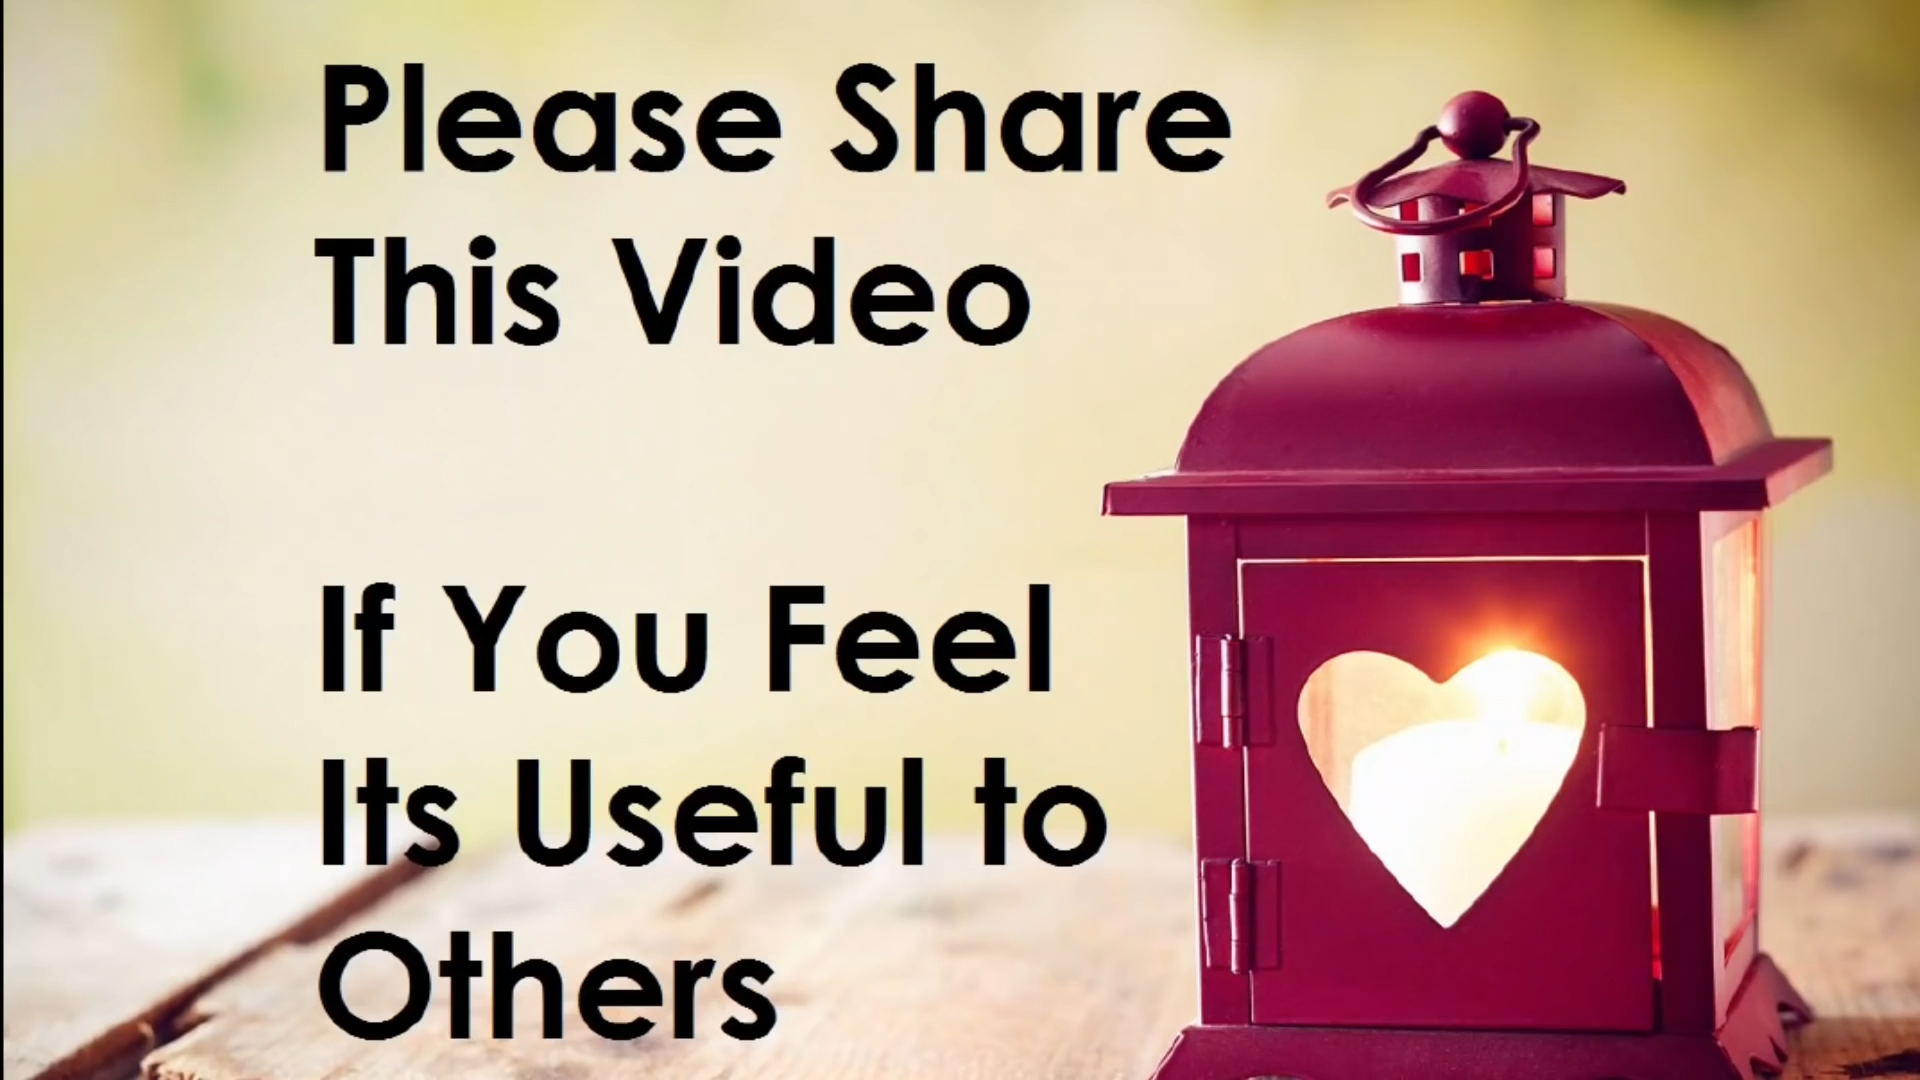 Please Share
This Video
If You Feel
Its Useful to
Others